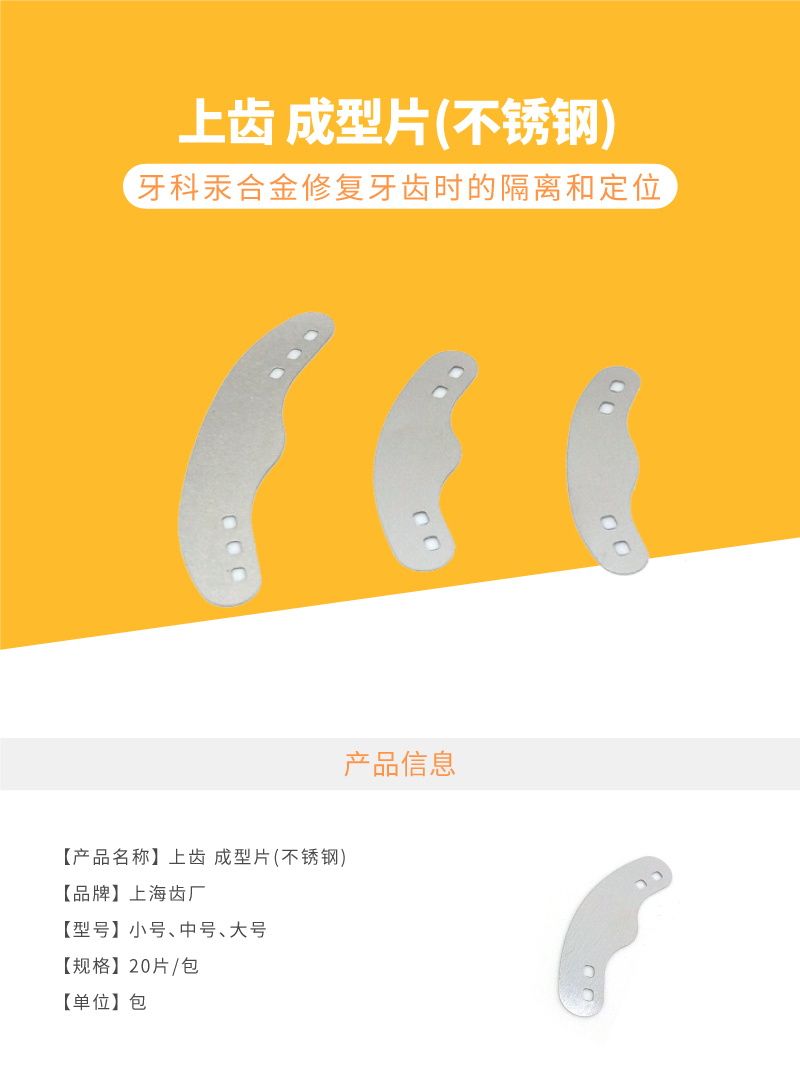 上齿 成型片(不锈钢)
牙科汞合金修复牙齿时的隔离和定位
产品信息
【产品名称】上齿 成型片(不锈钢)
【品牌】上海齿厂
【型号】小号、中号、大号
【规格】20片/包
【单位】包